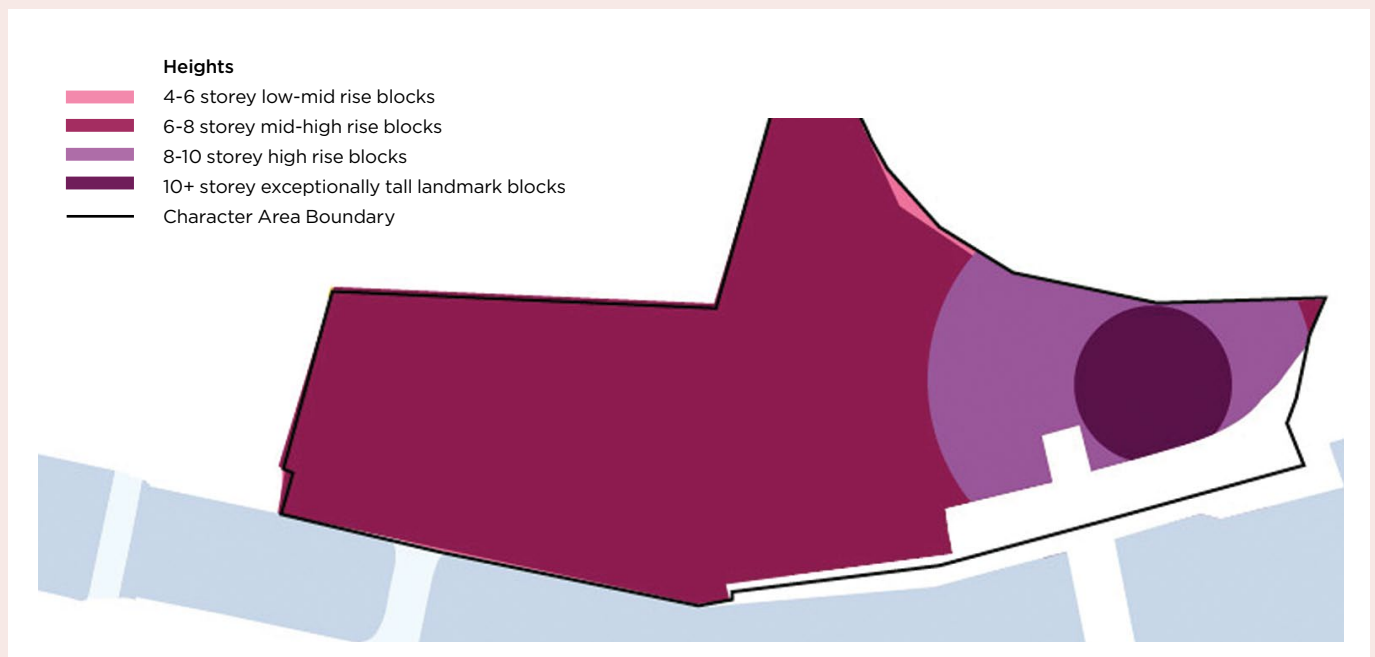 Heights
4-6 storey low-mid rise blocks
6-8 storey mid-high rise blocks
8-10 storey high rise blocks
10+ storey exceptionally tall landmark blocks
Character Area Boundary